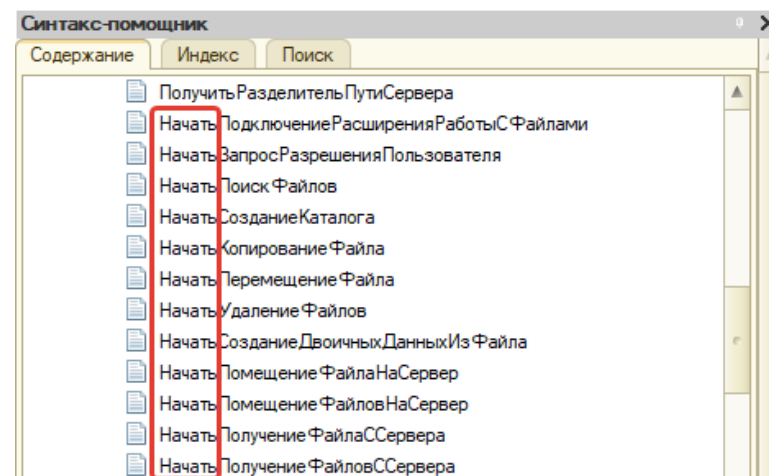 Синтакс-помощник
Содержание Индекс Поиск
ПолучитьРазделительПутиСервера
НачатьПодключениеРасширенияРаботыСФайлами
НачатьЗапросРазрешенияПользователя
НачатьПоискФайлов
НачатьСозданиеКаталога
НачатьКопированиеФайла
НачатьПеремещениеФайла
НачатьУдалениеФайлов
НачатьСозданиеДвоичныхДанныхИзФайла
НачатьПомещениеФайлаНаСервер
НачатьПомещениеФайловНаСервер
НачатьПолучениеФайлаССервера
НачатьПолучениеФайловССервера